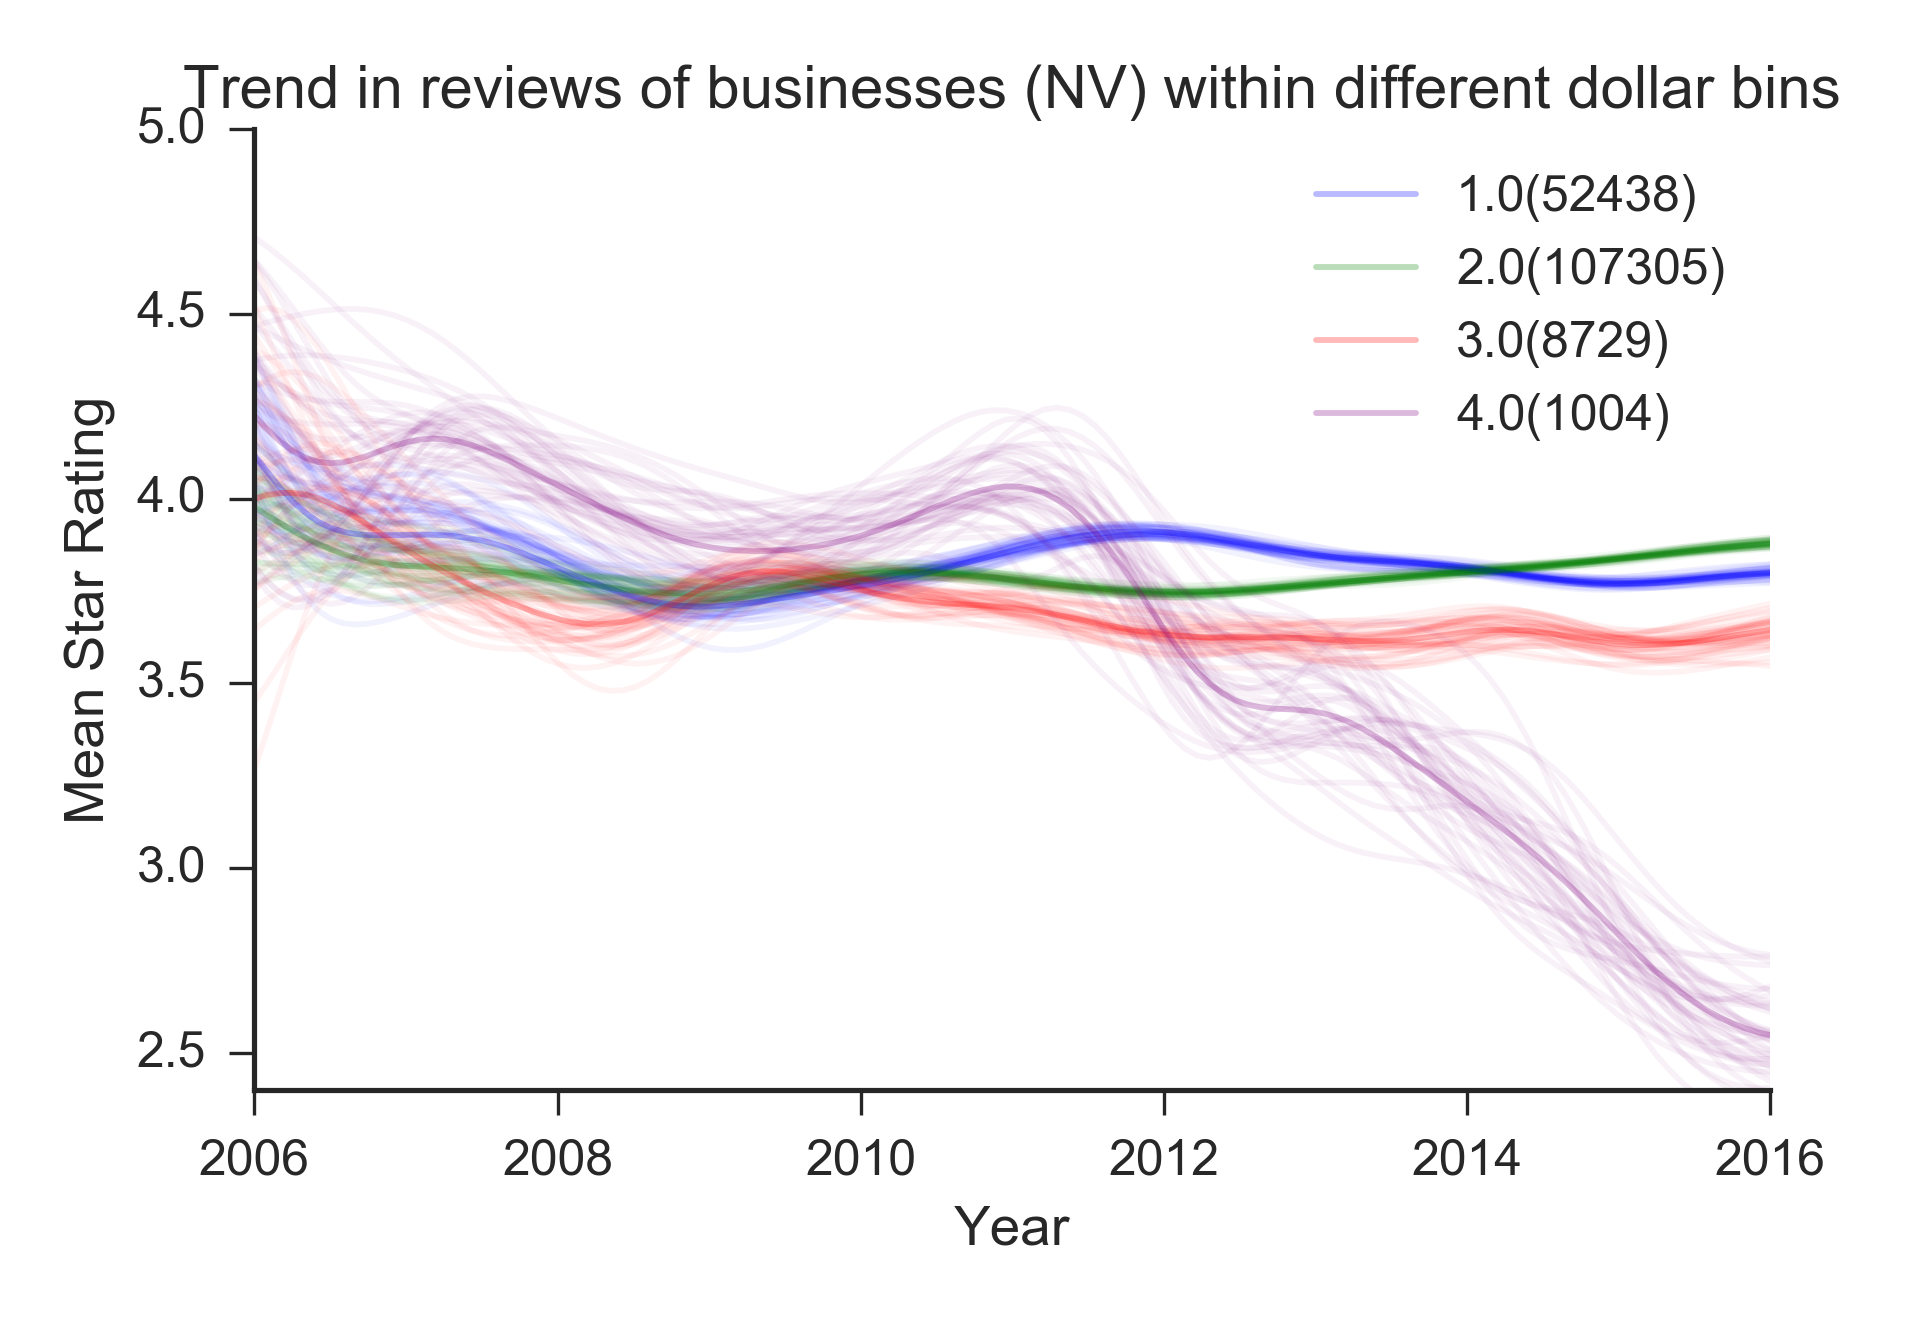 Trend in reviews of businesses (NV) within different dollar bins
5.0
4.5
4.0
3.5
3.0
2.5
Mean Star Rating
1.0(52438)
2.0(107305)
3.0(8729)
4.0(1004)
2006 2008 2010 2012 2014 2016
Year